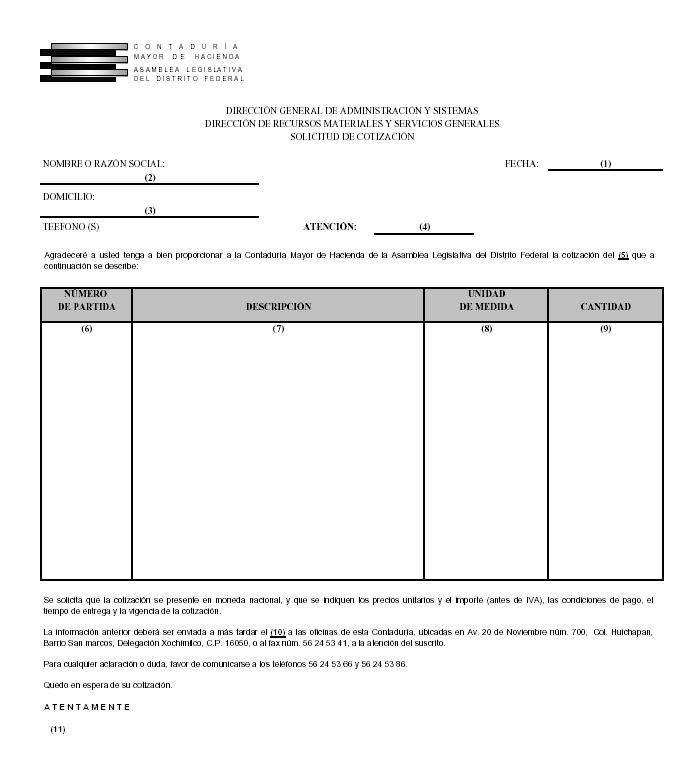 CONTADURÍA
MAYOR DE HACIENDA
ASAMBLEA LEGISLATIVA
DEL DISTRITO FEDERAL
DIRECCIÓN GENERAL DE ADMINISTRACIÓN Y SISTEMAS
DIRECCIÓN DE RECURSOS MATERIALES Y SERVICIOS GENERALES
SOLICITUD DE COTIZACIÓN
NOMBRE O RAZÓN SOCIAL: FECHA: (1)
(2)
DOMICILIO:
(3)
TEEFONO (S) ATENCIÓN: (4)
Agradeceré a usted tenga a bien proporcionar a la Contaduría Mayor de Hacienda de la Asamblea Legislativa del Distrito Federal la cotización del (5) que a
continuación se describe:
NÚMERO DE PARTIDA DESCRIPCIÓN UNIDAD DE MEDIDA CANTIDAD
(6) (7) (8) (9)
Se solicita que la cotización se presente en moneda nacional, y que se indiquen los precios unitarios y el importe (antes de IVA), las condiciones de pago, el
tiempo de entrega y la vigencia de la cotización.
La información anterior deberá ser enviada a más tardar el (10) a las oficinas de esta Contaduría, ubicadas en Av. 20 de Noviembre núm. 700, Col. Huichapan,
Barrio San marcos, Delegación Xochimilco, C.P. 16050, o al fax núm. 56 24 53 41, a la atención del suscrito.
Para cualquier aclaración o duda, favor de comunicarse a los teléfonos 56 24 53 66 y 56 24 53 86.
Quedo en espera de su cotización.
A T E N T A M E N T E
(11)